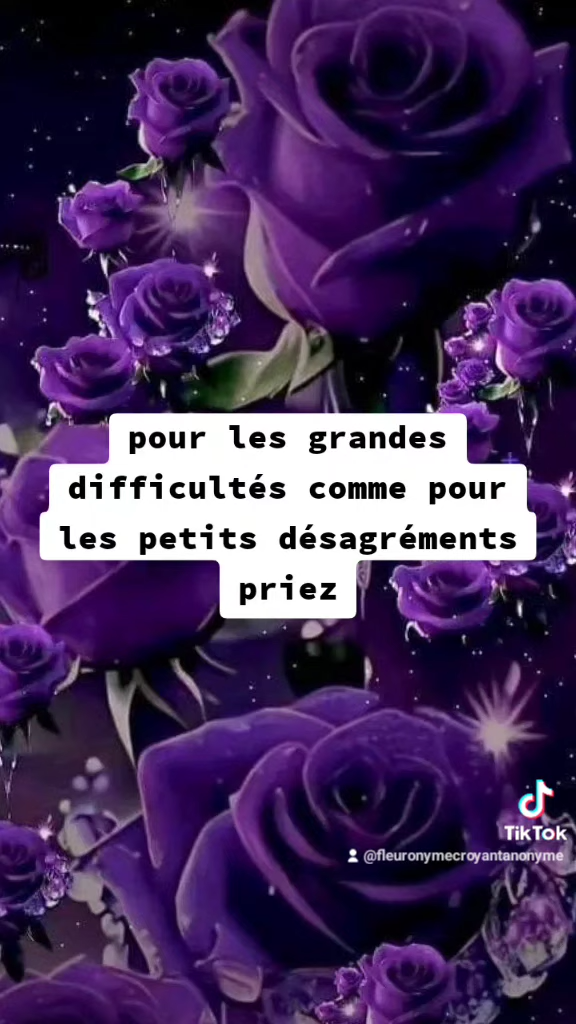 pour les grandes
difficultés comme pour
les petits désagréments
priez
TikTok
@fleuronymecroyantanonyme